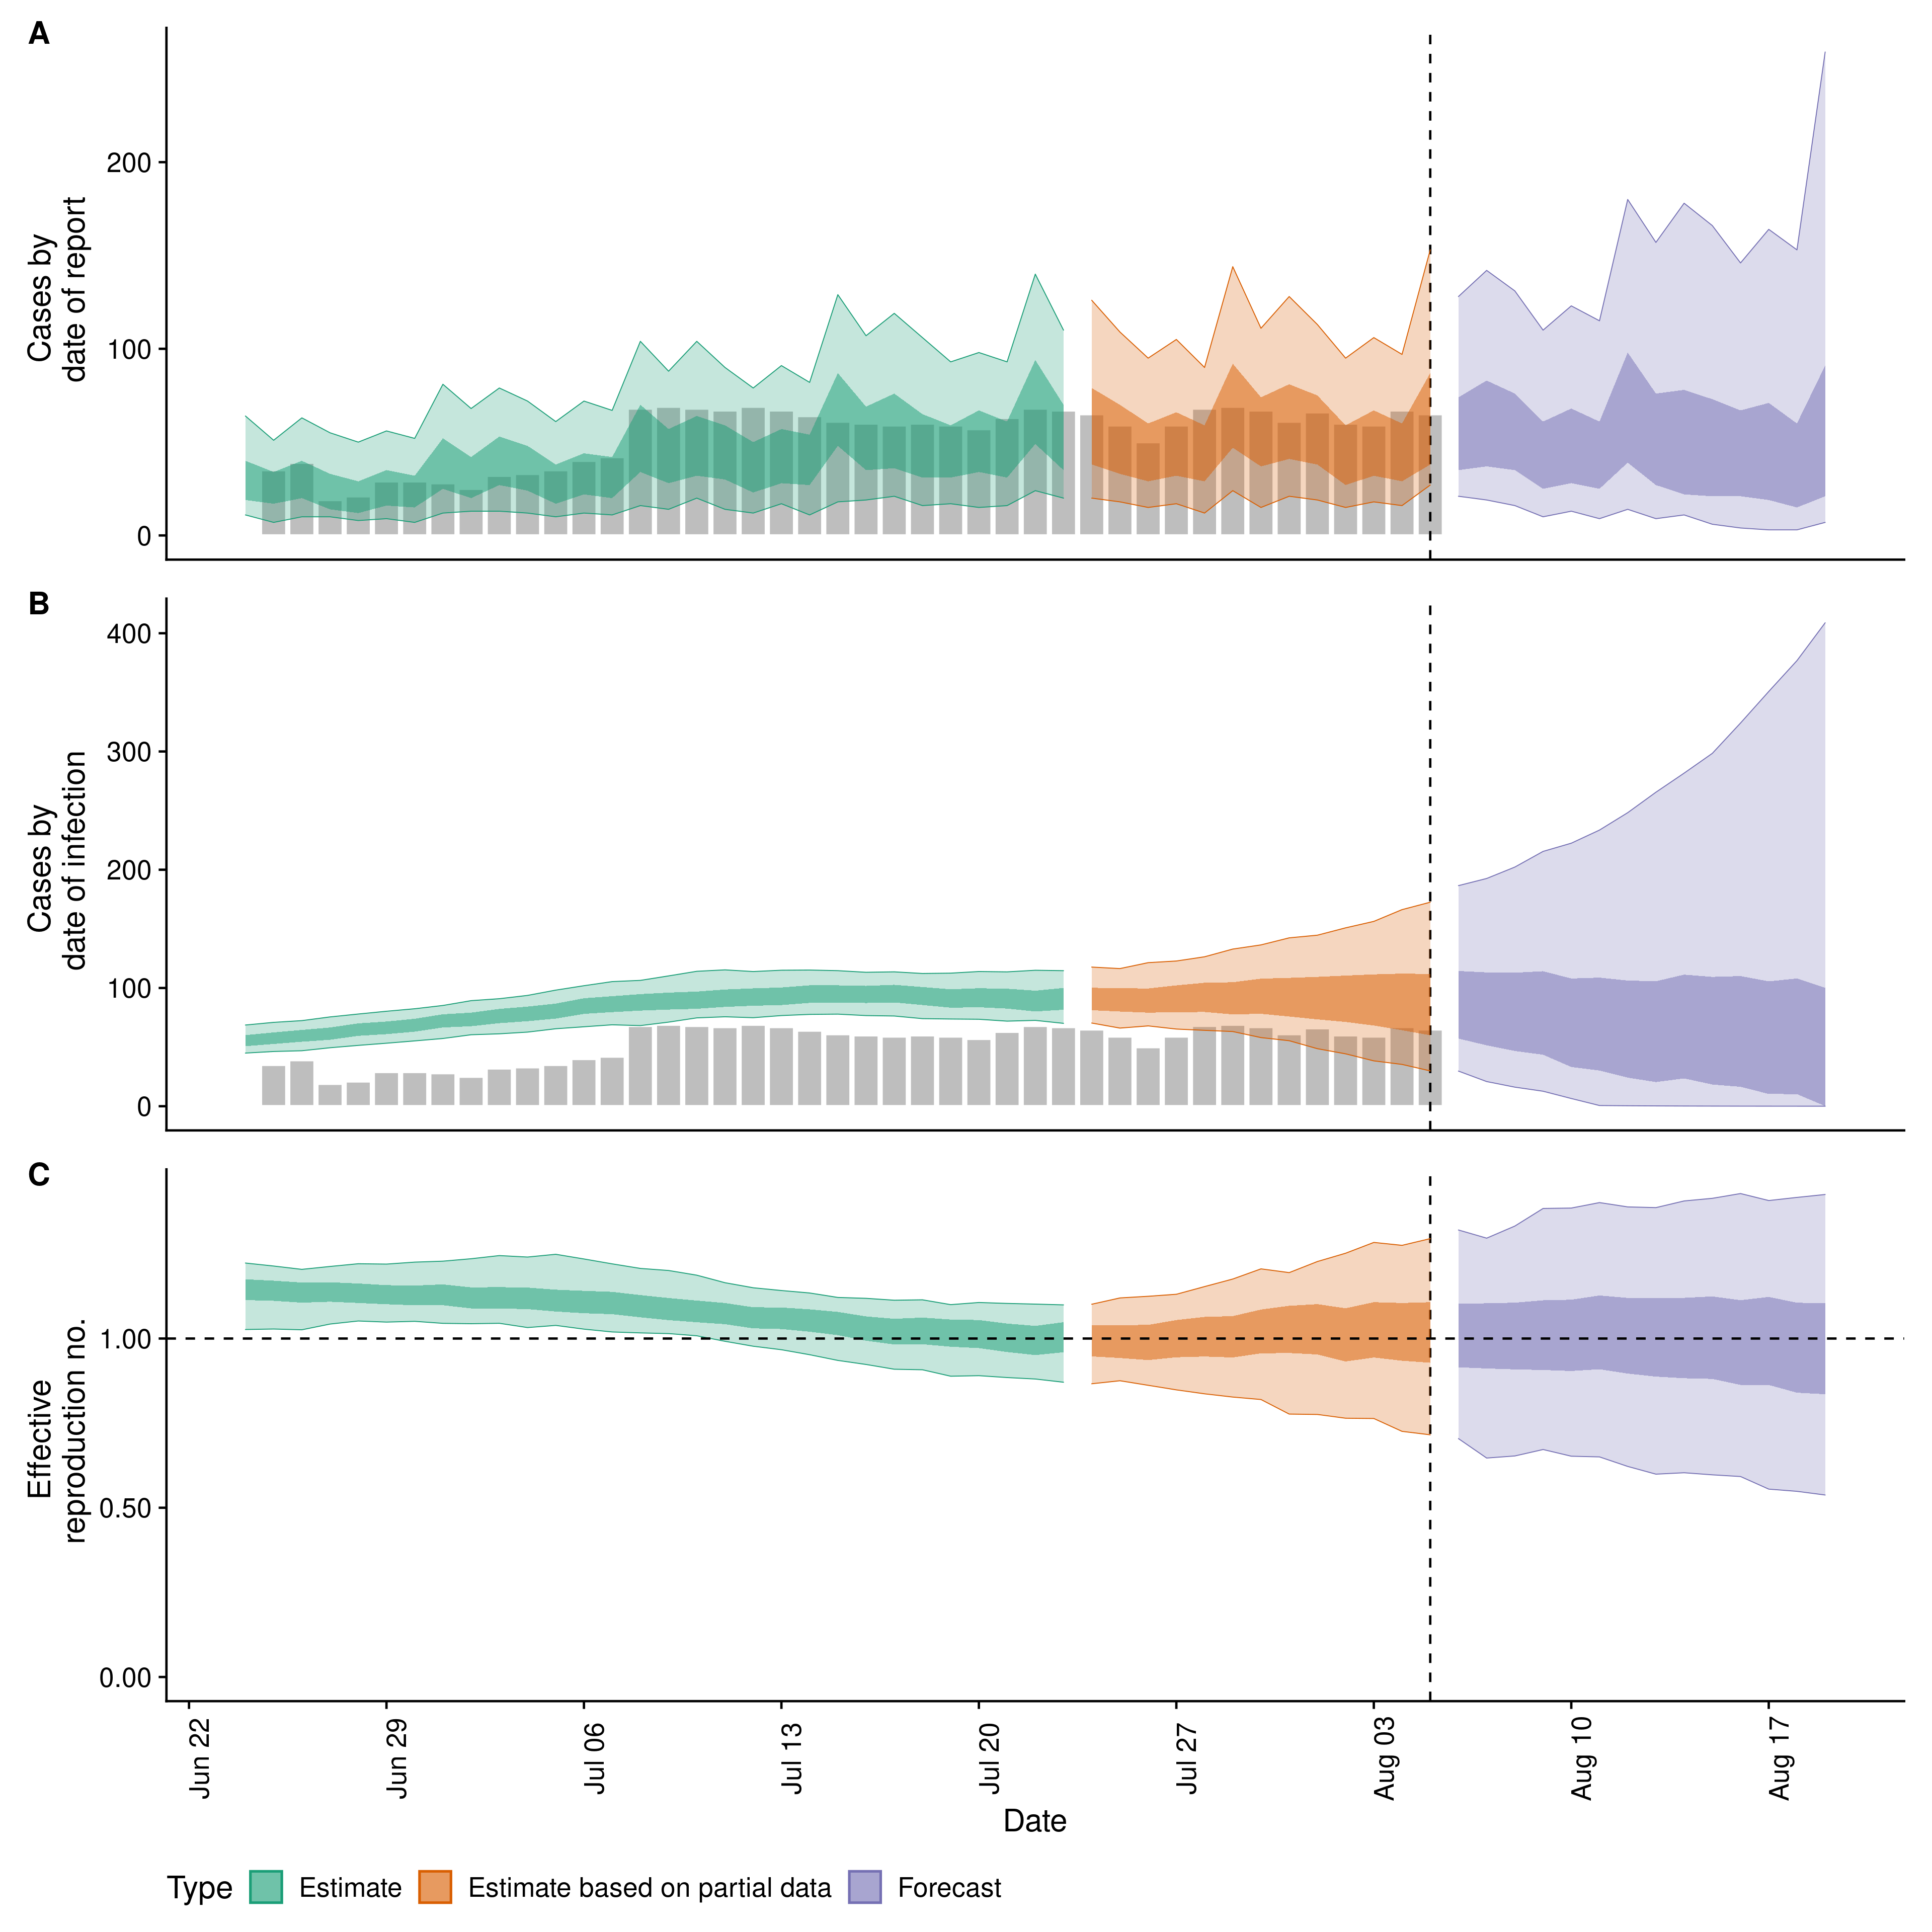 A
Cases by
date of report
200
100
0
B
Cases by
date of infection
400
300
200
100
0
C
Effective
reproduction no.
1.00
0.50
0.00
Jun 22
Jun 29
Jul 06
Jul 13
Jul 20
Jul 27
Aug 03
Aug 10
Aug 17
Date
Type
Estimate
Estimate based on partial data
Forecast